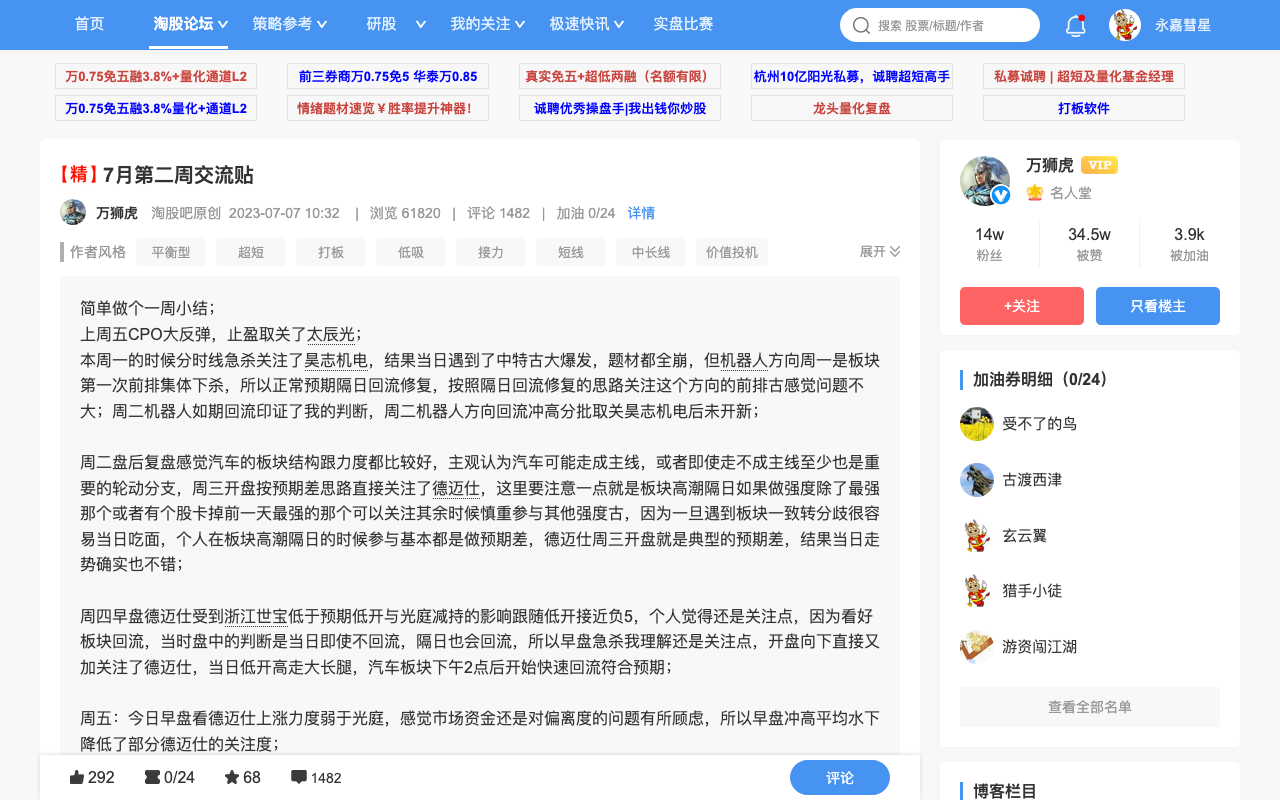 首页 淘股论坛 策略参考 研股 我的关注 极速快讯 实盘比赛 搜索 股票/标题/作者 永嘉彗星
万0.75免五融3.8%+量化通道L2 前三券商万0.75免5 华泰万0.85 真实免五+超低两融（名额有限） 杭州10亿阳光私募，诚聘超短高手 私募诚聘 | 超短及量化基金经理
万0.75免五融3.8%量化+通道L2 情绪题材速览￥胜率提升神器！ 诚聘优秀操盘手|我出钱你炒股 龙头量化复盘 打板软件
【精】7月第二周交流贴
万狮虎 淘股吧原创 2023-07-07 10:32 | 浏览 61820 | 评论 1482 | 加油 0/24 详情
作者风格 平衡型 超短 打板 低吸 接力 短线 中长线 价值投机 展开
简单做个一周小结；
上周五CPO大反弹，止盈取关了太辰光；
本周一的时候分时线急杀关注了昊志机电，结果当日遇到了中特古大爆发，题材都全崩，但机器人方向周一是板块
第一次前排集体下杀，所以正常预期隔日回流修复，按照隔日回流修复的思路关注这个方向的前排古感觉问题不
大；周二机器人如期回流印证了我的判断，周二机器人方向回流冲高分批取关昊志机电后未开新；
周二盘后复盘感觉汽车的板块结构跟力度都比较好，主观认为汽车可能走成主线，或者即使走不成主线至少也是重
要的轮动分支，周三开盘按预期差思路直接关注了德迈仕，这里要注意一点就是板块高潮隔日如果做强度除了最强
那个或者有个股卡掉前一天最强的那个可以关注其余时候慎重参与其他强度古，因为一旦遇到板块一致转分歧很容
易当日吃面，个人在板块高潮隔日的时候参与基本都是做预期差，德迈仕周三开盘就是典型的预期差，结果当日走
势确实也不错；
周四早盘德迈仕受到浙江世宝低于预期低开与光庭减持的影响跟随低开接近负5，个人觉得还是关注点，因为看好
板块回流，当时盘中的判断是当日即使不回流，隔日也会回流，所以早盘急杀我理解还是关注点，开盘向下直接又
加关注了德迈仕，当日低开高走大长腿，汽车板块下午2点后开始快速回流符合预期；
周五：今日早盘看德迈仕上涨力度弱于光庭，感觉市场资金还是对偏离度的问题有所顾虑，所以早盘冲高平均水下
降低了部分德迈仕的关注度；
292 0/24 68 1482 评论
万狮虎 VIP
名人堂
14w 34.5w 3.9k
粉丝 被赞 被加油
+关注 只看楼主
加油券明细（0/24）
受不了的鸟
古渡西津
玄云翼
猎手小徒
游资闯江湖
查看全部名单
博客栏目